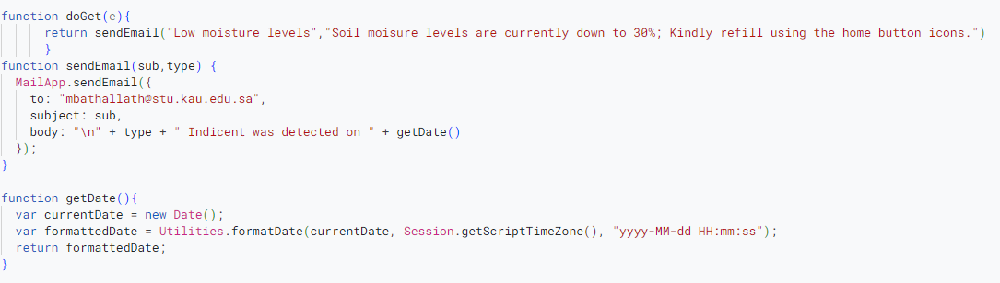 function doGet(e){
return sendEmail("Low moisture levels","Soil moisure levels are currently down to 30%; Kindly refill using the home button icons.")
}
function sendEmail(sub,type) {
MailApp.sendEmail({
to: "mbathallath@stu.kau.edu.sa",
subject: sub,
body: "\n" + type + " Indicent was detected on " + getDate()
});
}
function getDate(){
var currentDate = new Date();
var formattedDate = Utilities.formatDate(currentDate, Session.getScriptTimeZone(), "yyyy-MM-dd HH:mm:ss");
return formattedDate;
}